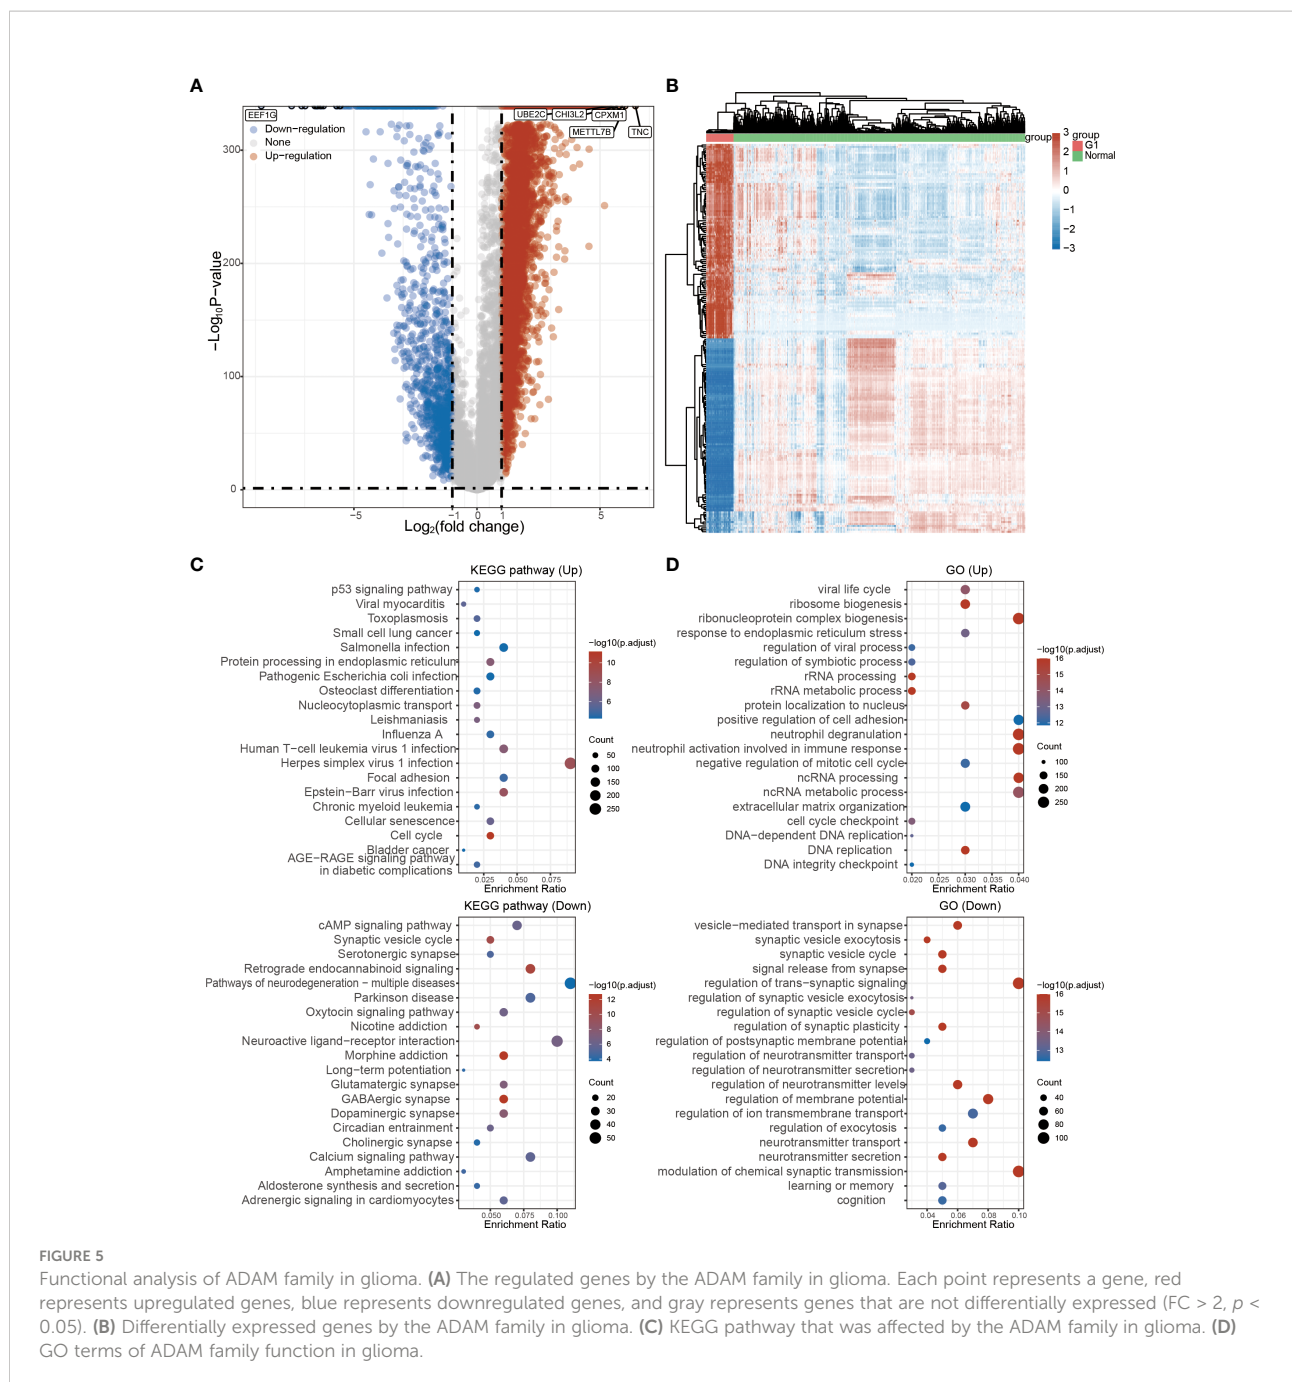 A
EEF1G
UBE2C
CHI3L2
CPXM1
METTL7B
TNC
Down-regulation
None
Up-regulation
300
200
100
0
−Log10P-value
−5
−1
0
1
5
Log2(fold change)
B
group
3
2
1
0
−1
−2
−3
group
G1
Normal
C
KEGG pathway (Up)
p53 signaling pathway
Viral myocarditis
Toxoplasmosis
Small cell lung cancer
Salmonella infection
Protein processing in endoplasmic reticulum
Pathogenic Escherichia coli infection
Osteoclast differentiation
Nucleocytoplasmic transport
Leishmaniasis
Influenza A
Human T−cell leukemia virus 1 infection
Herpes simplex virus 1 infection
Focal adhesion
Epstein−Barr virus infection
Chronic myeloid leukemia
Cellular senescence
Cell cycle
Bladder cancer
AGE−RAGE signaling pathway
in diabetic complications
0.025
0.050
0.075
Enrichment Ratio
−log10(p.adjust)
10
8
6
Count
50
100
150
200
250
KEGG pathway (Down)
cAMP signaling pathway
Synaptic vesicle cycle
Serotonergic synapse
Retrograde endocannabinoid signaling
Pathways of neurodegeneration − multiple diseases
Parkinson disease
Oxytocin signaling pathway
Nicotine addiction
Neuroactive ligand−receptor interaction
Morphine addiction
Long−term potentiation
Glutamatergic synapse
GABAergic synapse
Dopaminergic synapse
Circadian entrainment
Cholinergic synapse
Calcium signaling pathway
Amphetamine addiction
Aldosterone synthesis and secretion
Adrenergic signaling in cardiomyocytes
0.050
0.075
0.100
Enrichment Ratio
−log10(p.adjust)
12
10
8
6
4
Count
20
30
40
50
D
GO (Up)
viral life cycle
ribosome biogenesis
ribonucleoprotein complex biogenesis
response to endoplasmic reticulum stress
regulation of viral process
regulation of symbiotic process
rRNA processing
rRNA metabolic process
protein localization to nucleus
positive regulation of cell adhesion
neutrophil degranulation
neutrophil activation involved in immune response
negative regulation of mitotic cell cycle
ncRNA processing
ncRNA metabolic process
extracellular matrix organization
cell cycle checkpoint
DNA−dependent DNA replication
DNA replication
DNA integrity checkpoint
0.020
0.025
0.030
0.035
0.040
Enrichment Ratio
−log10(p.adjust)
16
15
14
13
12
Count
100
150
200
250
GO (Down)
vesicle−mediated transport in synapse
synaptic vesicle exocytosis
synaptic vesicle cycle
signal release from synapse
regulation of trans−synaptic signaling
regulation of synaptic vesicle exocytosis
regulation of synaptic vesicle cycle
regulation of synaptic plasticity
regulation of postsynaptic membrane potential
regulation of neurotransmitter transport
regulation of neurotransmitter secretion
regulation of neurotransmitter levels
regulation of membrane potential
regulation of ion transmembrane transport
regulation of exocytosis
neurotransmitter transport
neurotransmitter secretion
modulation of chemical synaptic transmission
learning or memory
cognition
0.04
0.06
0.08
0.10
Enrichment Ratio
−log10(p.adjust)
16
15
14
13
Count
40
60
80
100
FIGURE 5
Functional analysis of ADAM family in glioma. (A) The regulated genes by the ADAM family in glioma. Each point represents a gene, red
represents upregulated genes, blue represents downregulated genes, and gray represents genes that are not differentially expressed (FC > 2, p <
0.05). (B) Differentially expressed genes by the ADAM family in glioma. (C) KEGG pathway that was affected by the ADAM family in glioma. (D)
GO terms of ADAM family function in glioma.